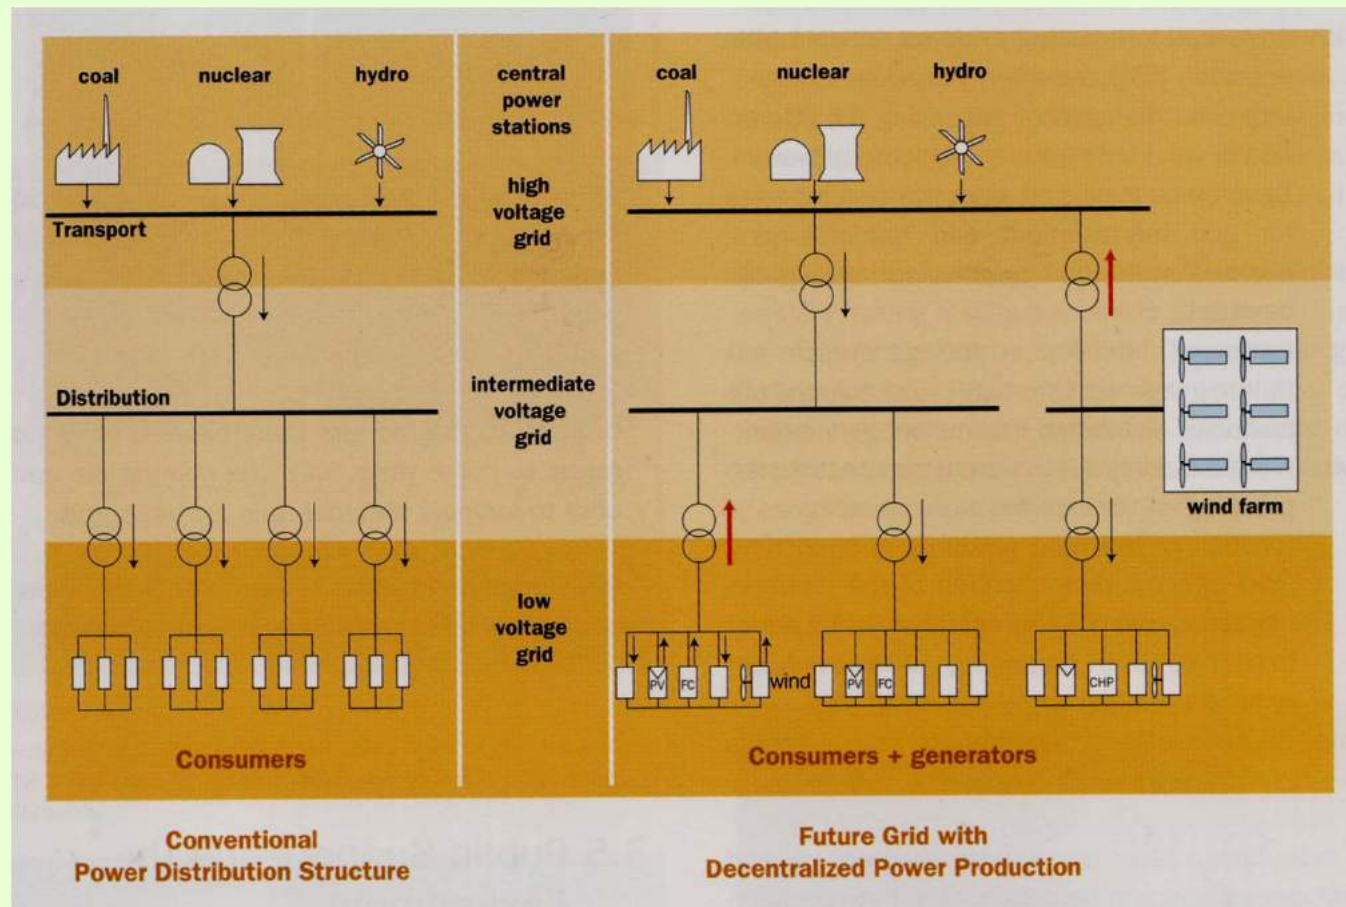 coal
nuclear
hydro
central
power
stations
coal
nuclear
hydro
high
voltage
grid
Transport
Distribution
intermediate
voltage
grid
wind farm
low
voltage
grid
PV
FC
wind
PV
FC
CHP
Consumers
Consumers + generators
Conventional
Power Distribution Structure
Future Grid with
Decentralized Power Production